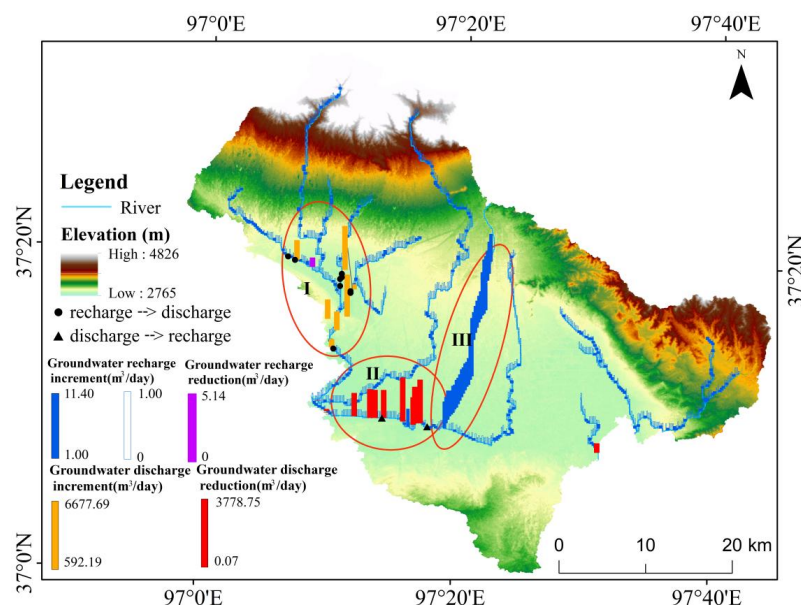 97°0'E 97°20'E 97°40'E
N
Legend
River
Elevation (m)
High : 4826
Low : 2765
recharge --> discharge
discharge --> recharge
Groundwater recharge
increment(m³/day)
11.40
1.00
1.00
0
Groundwater recharge
reduction(m³/day)
5.14
0
Groundwater discharge
increment(m³/day)
6677.69
592.19
Groundwater discharge
reduction(m³/day)
3778.75
0.07
I
II
III
37°20'N
37°0'N
37°20'N
37°0'N
0 10 20 km
97°0'E 97°20'E 97°40'E